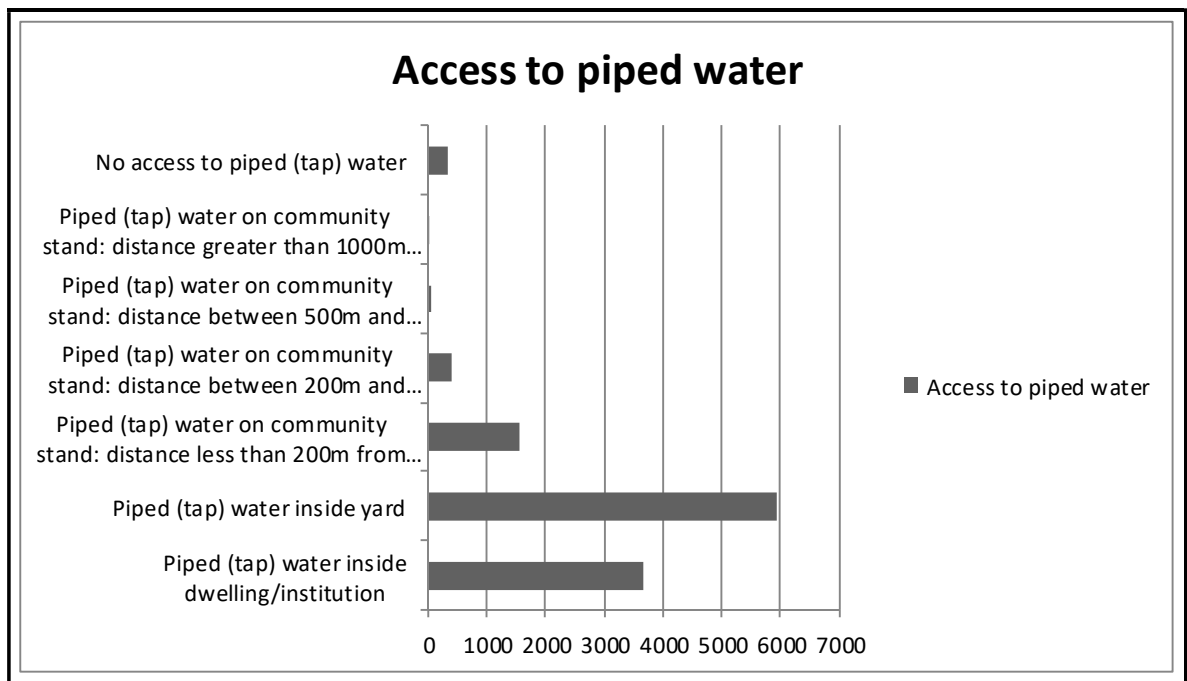 Access to piped water
No access to piped (tap) water
Piped (tap) water on community
stand: distance greater than 1000m...
Piped (tap) water on community
stand: distance between 500m and...
Piped (tap) water on community
stand: distance between 200m and...
Piped (tap) water on community
stand: distance less than 200m from...
Piped (tap) water inside yard
Piped (tap) water inside
dwelling/institution
0 1000 2000 3000 4000 5000 6000 7000
Access to piped water